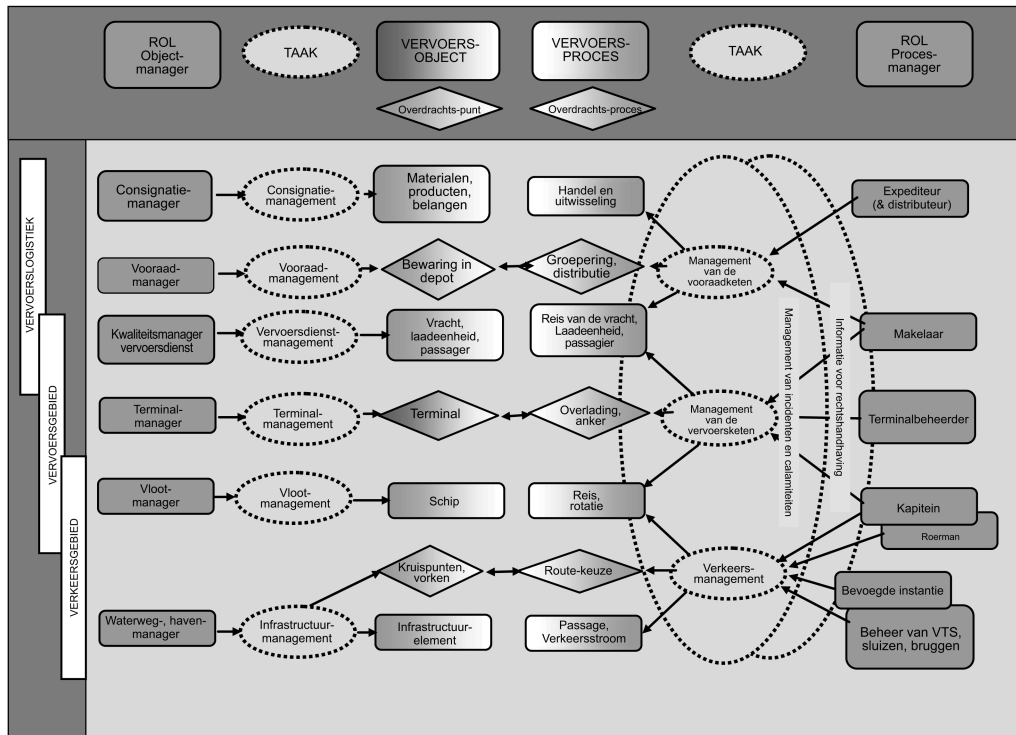 ROL
Object-
manager
TAAK
VERVOERS-
OBJECT
VERVOERS-
PROCES
TAAK
ROL
Proces-
manager
Overdrachts-punt
Overdrachts-proces
VERVOERSLOGISTIEK
VERVOERSGEBIED
VERKEERSGEBIED
Consignatie-
manager
Consignatie-
management
Materialen,
producten,
belangen
Handel en
uitwisseling
Expediteur
(& distributeur)
Vooraad-
manager
Vooraad-
management
Bewaring in
depot
Groepering,
distributie
Management
van de
vooraadketen
Kwaliteitsmanager
vervoersdienst
Vervoersdienst-
management
Vracht,
laadeenheid,
passager
Reis van de vracht,
Laadeenheid,
passagier
Makelaar
Management van incidenten en calamiteiten
Informatie voor rechtshandhaving
Terminal-
manager
Terminal-
management
Terminal
Overlading,
anker
Management
van de
vervoersketen
Terminalbeheerder
Vloot-
manager
Vloot-
management
Schip
Reis,
rotatie
Kapitein
Roerman
Kruispunten,
vorken
Route-keuze
Verkeers-
management
Bevoegde instantie
Waterweg-, haven-
manager
Infrastructuur-
management
Infrastructuur-
element
Passage,
Verkeersstroom
Beheer van VTS,
sluizen, bruggen